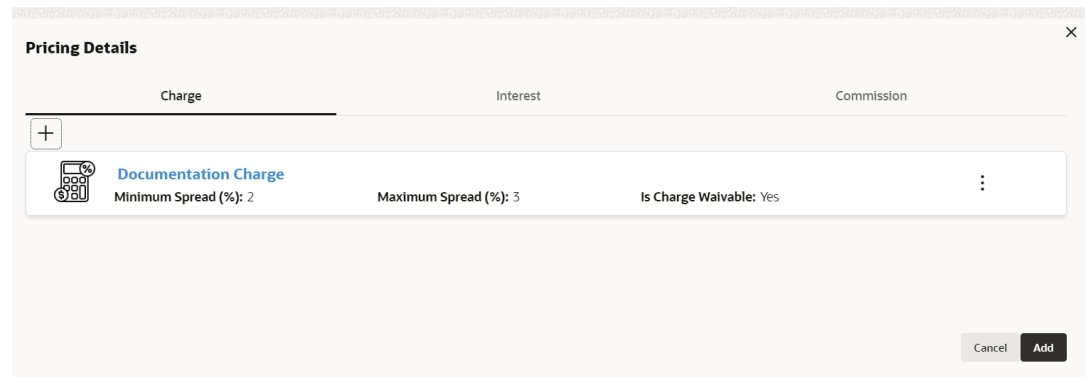 Pricing Details
Charge Interest Commission
Documentation Charge
Minimum Spread (%): 2 Maximum Spread (%): 3 Is Charge Waivable: Yes
Cancel Add